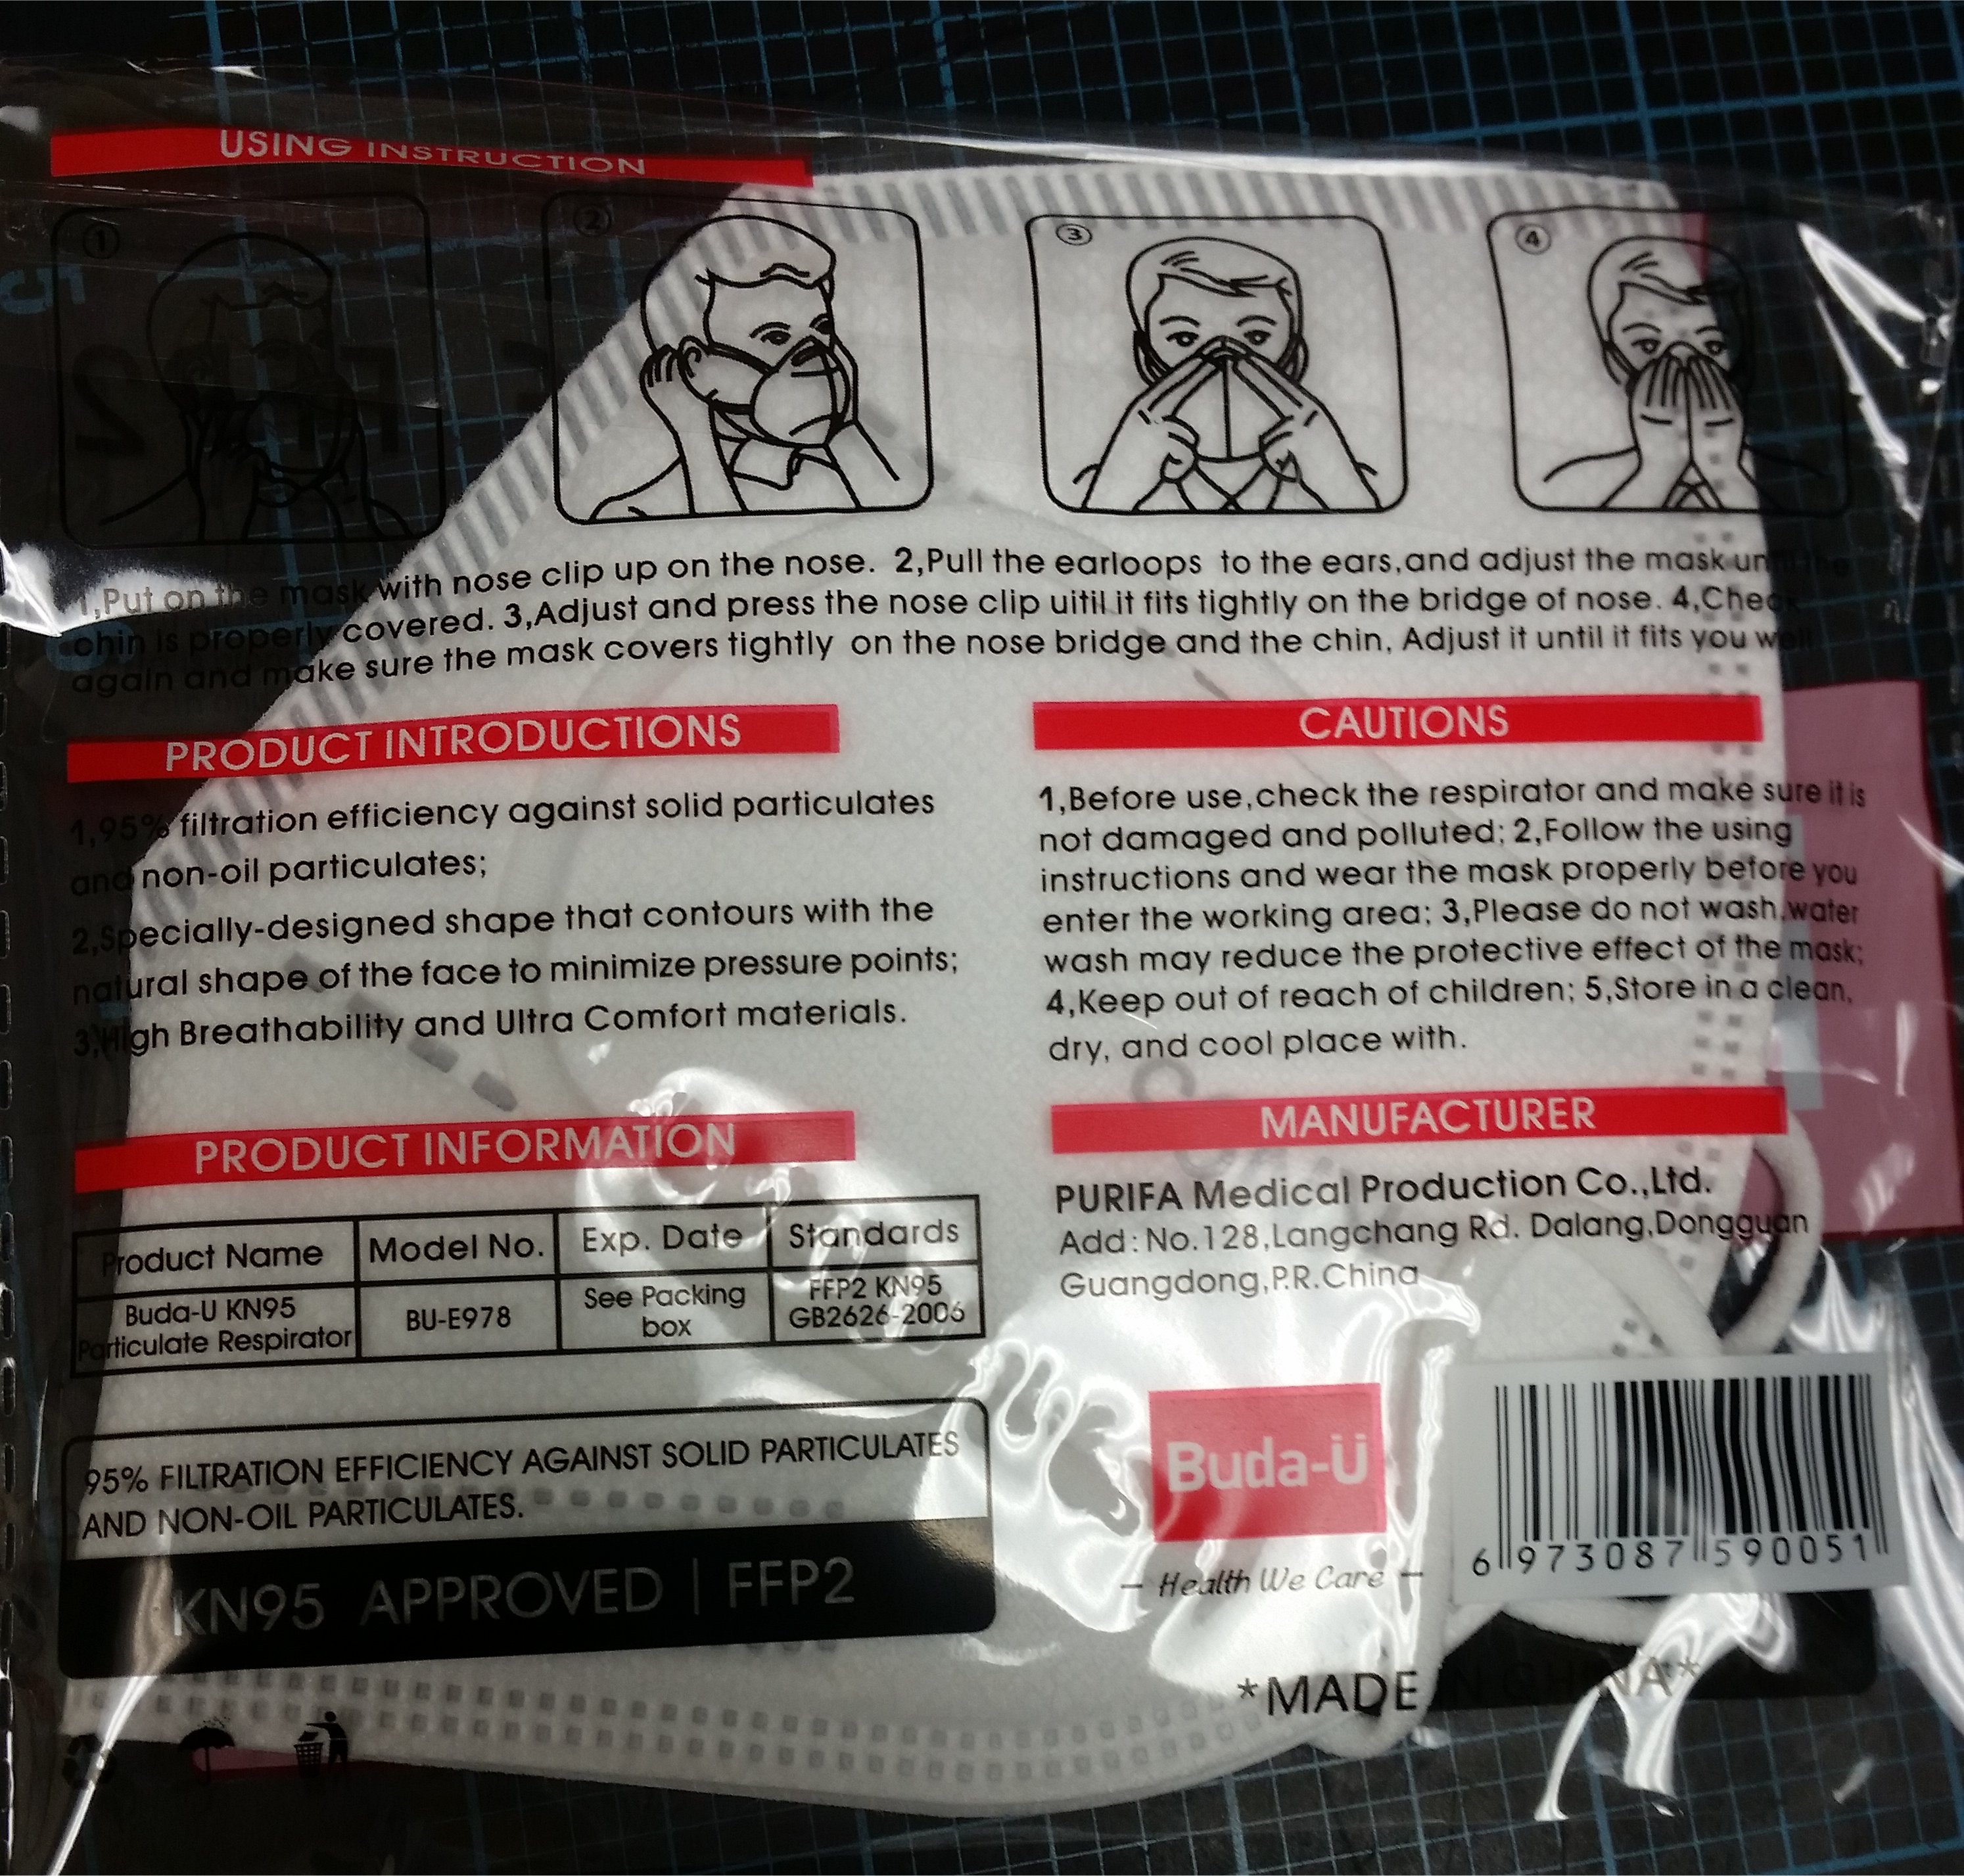 USING INSTRUCTION
① ② ③ ④
1,Put on the mask with nose clip up on the nose. 2,Pull the earloops to the ears,and adjust the mask until the
chin is properly covered. 3,Adjust and press the nose clip uitil it fits tightly on the bridge of nose. 4,Check
again and make sure the mask covers tightly on the nose bridge and the chin, Adjust it until it fits you well
PRODUCT INTRODUCTIONS
1,95% filtration efficiency against solid particulates
and non-oil particulates;
2,Specially-designed shape that contours with the
natural shape of the face to minimize pressure points;
3,High Breathability and Ultra Comfort materials.
CAUTIONS
1,Before use,check the respirator and make sure it is
not damaged and polluted; 2,Follow the using
instructions and wear the mask properly before you
enter the working area; 3,Please do not wash,water
wash may reduce the protective effect of the mask;
4,Keep out of reach of children; 5,Store in a clean,
dry, and cool place with.
PRODUCT INFORMATION
Product Name Model No. Exp. Date Standards
Buda-U KN95 Particulate Respirator BU-E978 See Packing box FFP2 KN95 GB2626-2006
MANUFACTURER
PURIFA Medical Production Co.,Ltd.
Add:No.128,Langchang Rd. Dalang,Dongguan
Guangdong,P.R.China
95% FILTRATION EFFICIENCY AGAINST SOLID PARTICULATES
AND NON-OIL PARTICULATES.
KN95 APPROVED | FFP2
Buda-Ü
– Health We Care –
6 973087 590051
*MADE IN CHINA*